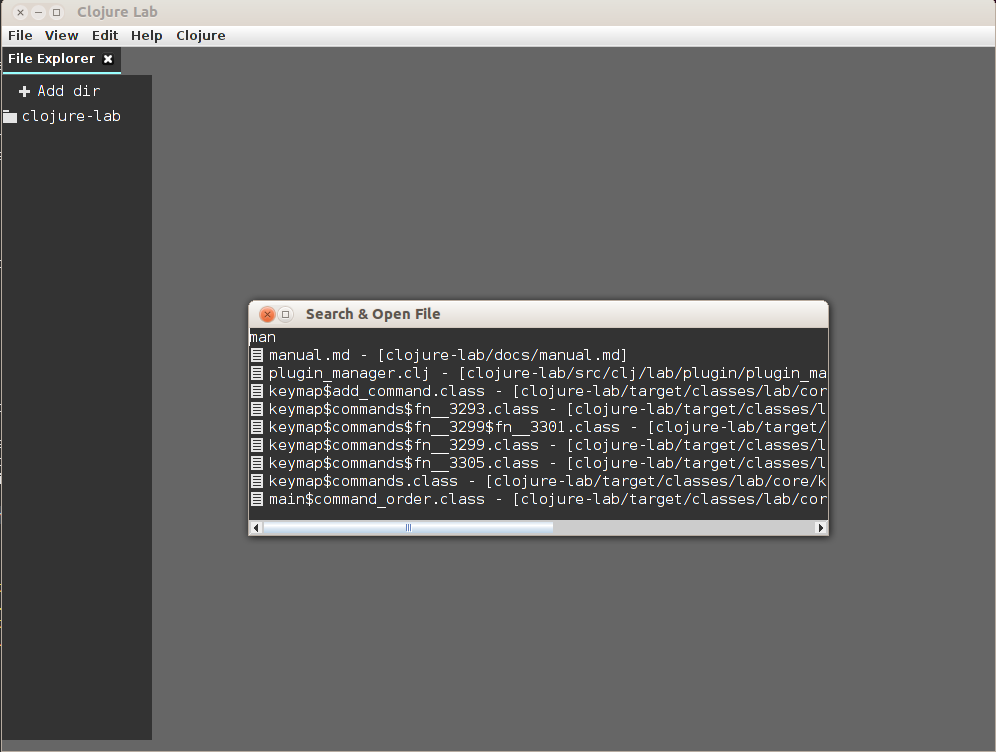 Clojure Lab
File View Edit Help Clojure
File Explorer
Add dir
clojure-lab
Search & Open File
man
manual.md - [clojure-lab/docs/manual.md]
plugin_manager.clj - [clojure-lab/src/clj/lab/plugin/plugin_ma
keymap$add_command.class - [clojure-lab/target/classes/lab/cor
keymap$commands$fn__3293.class - [clojure-lab/target/classes/l
keymap$commands$fn__3299$fn__3301.class - [clojure-lab/target/
keymap$commands$fn__3299.class - [clojure-lab/target/classes/l
keymap$commands$fn__3305.class - [clojure-lab/target/classes/l
keymap$commands.class - [clojure-lab/target/classes/lab/core/k
main$command_order.class - [clojure-lab/target/classes/lab/cor